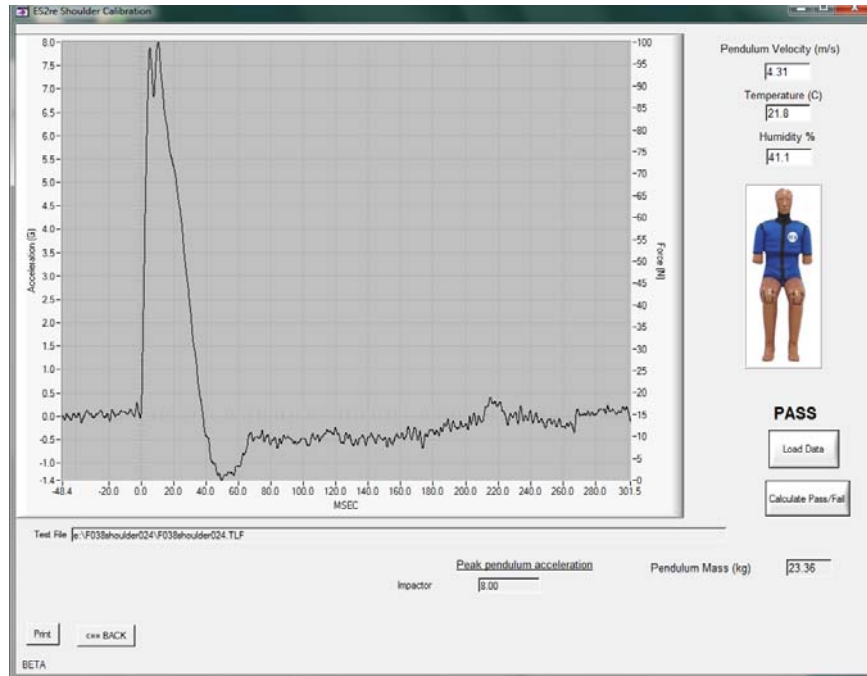 ES2re Shoulder Calibration
Pendulum Velocity (m/s)
4.31
Temperature (C)
21.8
Humidity %
41.1
Acceleration (G)
8.0
7.5
7.0
6.5
6.0
5.5
5.0
4.5
4.0
3.5
3.0
2.5
2.0
1.5
1.0
0.5
0.0
-0.5
-1.0
-1.4
Force [N]
-100
-95
-90
-85
-80
-75
-70
-65
-60
-55
-50
-45
-40
-35
-30
-25
-20
-15
-10
-5
-0
-48.4 -20.0 0.0 20.0 40.0 60.0 80.0 100.0 120.0 140.0 160.0 180.0 200.0 220.0 240.0 260.0 280.0 301.5
MSEC
PASS
Load Data
Calculate Pass/Fail
Test File e:\F038shoulder024\F038shoulder024.TLF
Peak pendulum acceleration
Impactor 8.00
Pendulum Mass (kg) 23.36
Print
<== BACK
BETA